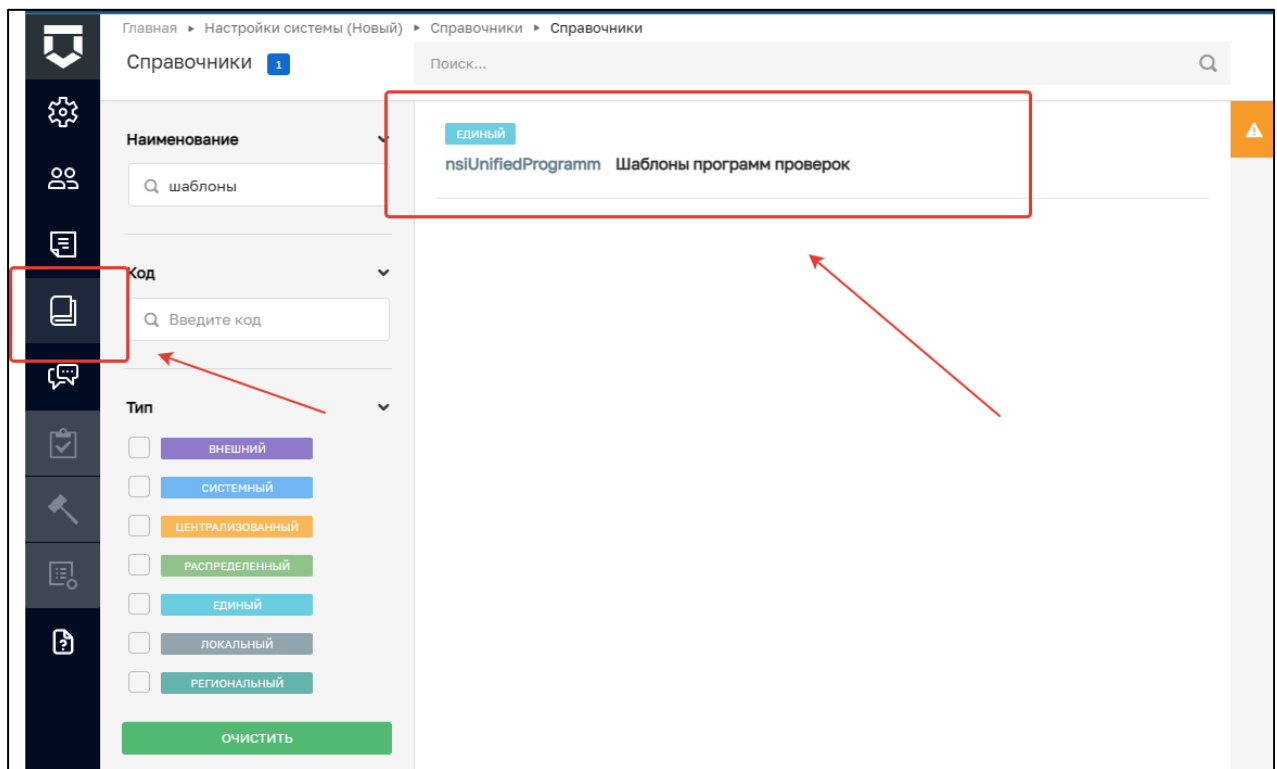 Главная ▸ Настройки системы (Новый) ▸ Справочники ▸ Справочники
Справочники 1
Поиск...
Наименование
шаблоны
Код
Введите код
Тип
ВНЕШНИЙ
СИСТЕМНЫЙ
ЦЕНТРАЛИЗОВАННЫЙ
РАСПРЕДЕЛЕННЫЙ
ЕДИНЫЙ
ЛОКАЛЬНЫЙ
РЕГИОНАЛЬНЫЙ
ОЧИСТИТЬ
ЕДИНЫЙ
nsiUnifiedProgramm Шаблоны программ проверок